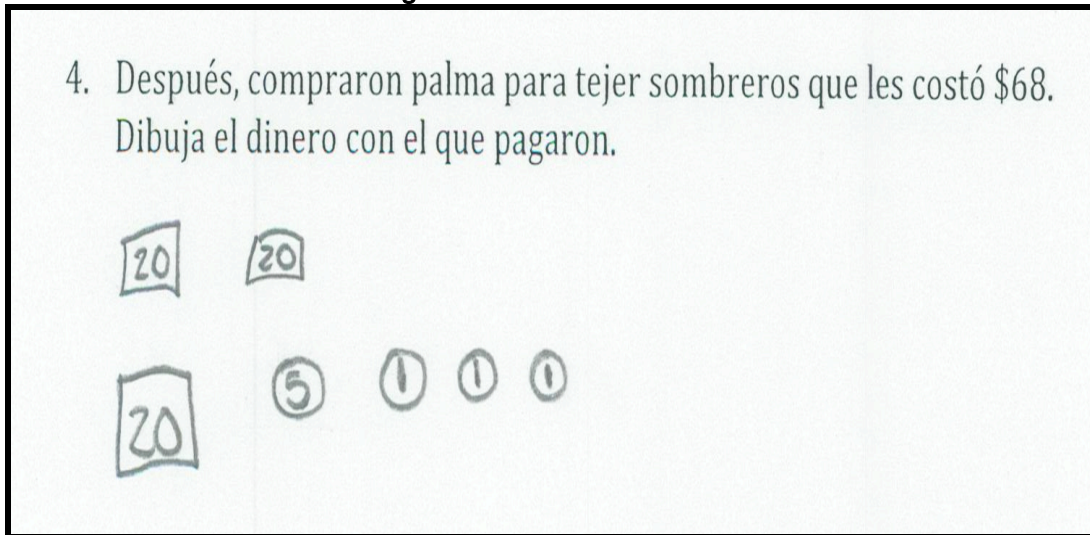 4. Después, compraron palma para tejer sombreros que les costó $68.
Dibuja el dinero con el que pagaron.
20 20
20 5 1 1 1